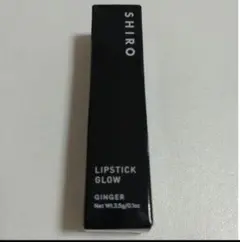 SHIRO
LIPSTICK
GLOW
GINGER
Net Wt.3.5g/0.1oz